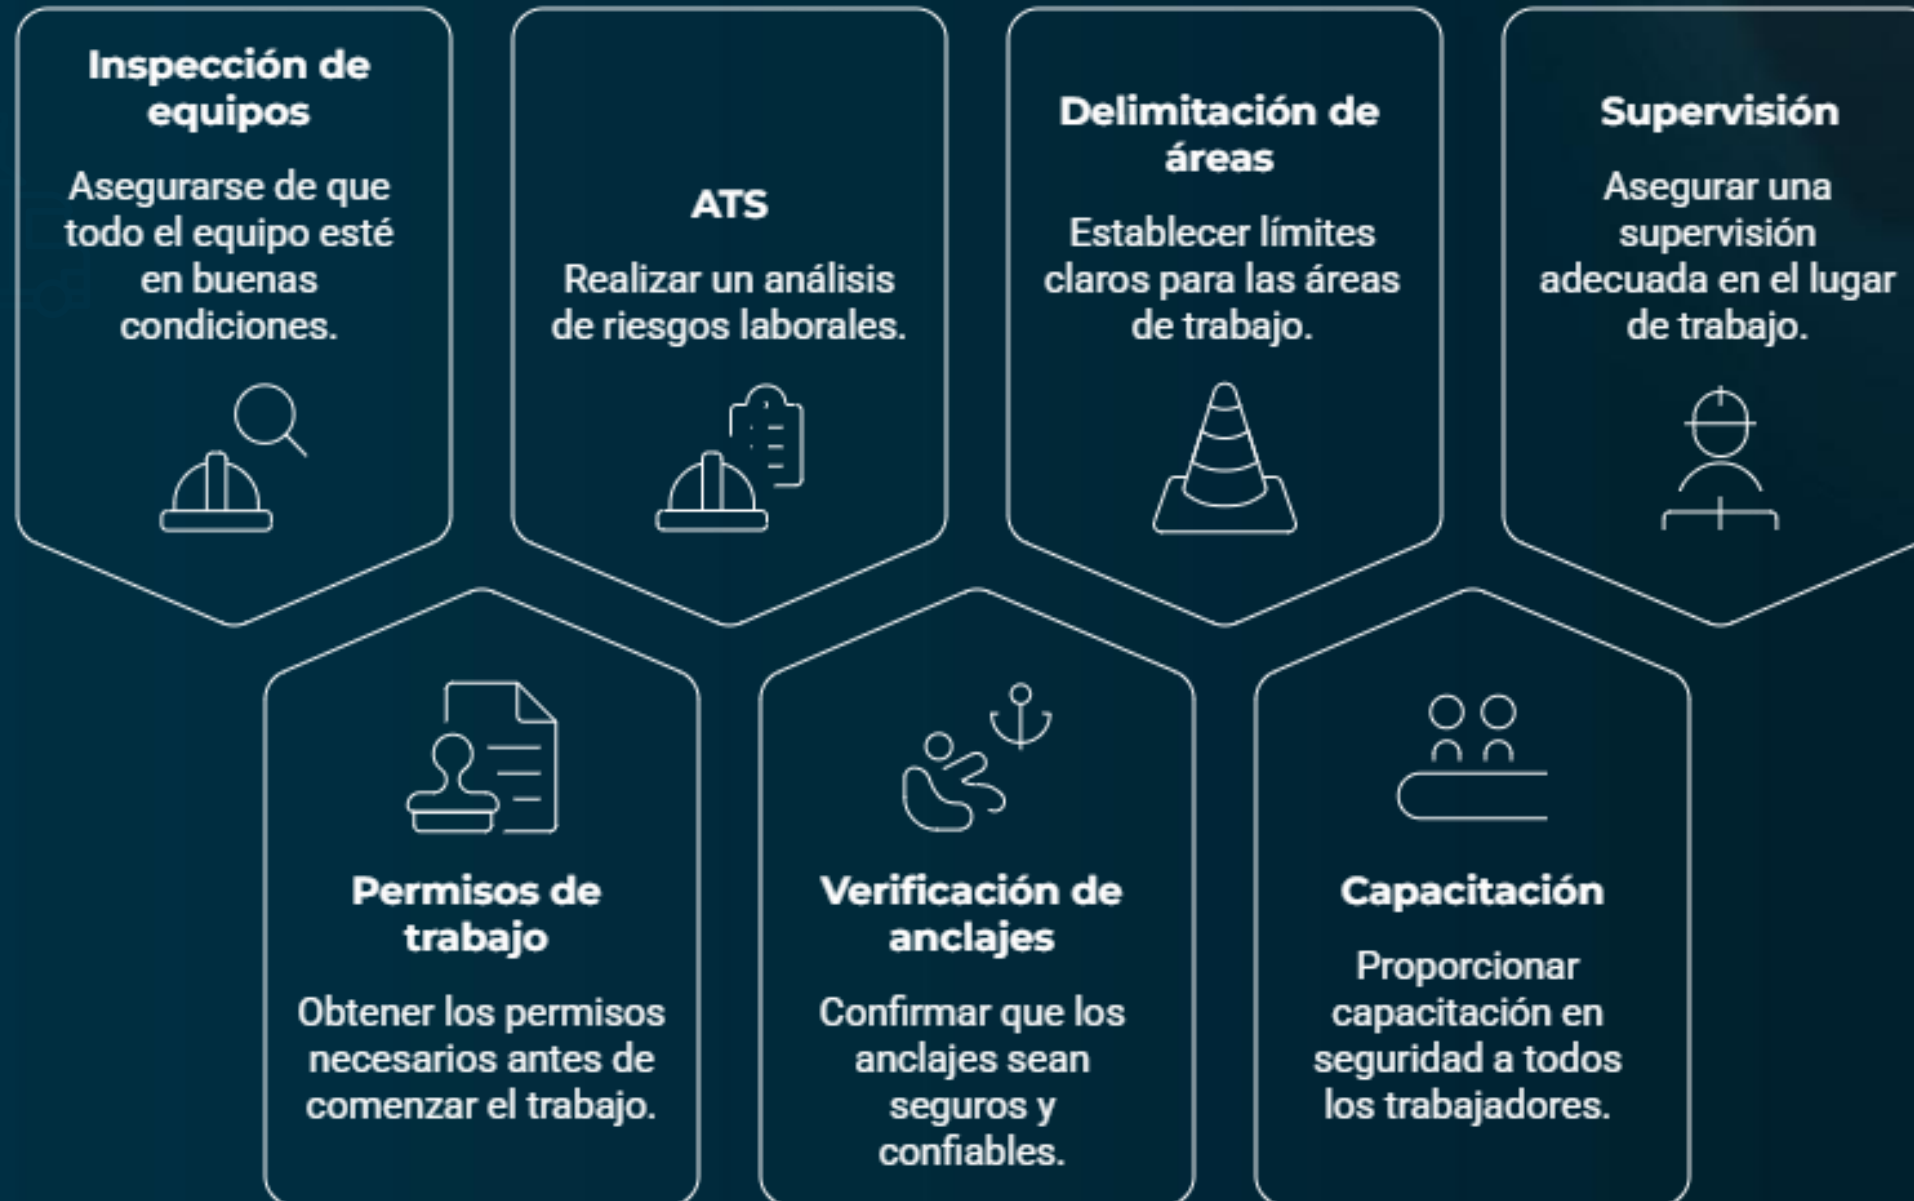 Inspección de
equipos
Asegurarse de que
todo el equipo esté
en buenas
condiciones.
ATS
Realizar un análisis
de riesgos laborales.
Delimitación de
áreas
Establecer límites
claros para las áreas
de trabajo.
Supervisión
Asegurar una
supervisión
adecuada en el lugar
de trabajo.
Permisos de
trabajo
Obtener los permisos
necesarios antes de
comenzar el trabajo.
Verificación de
anclajes
Confirmar que los
anclajes sean
seguros y
confiables.
Capacitación
Proporcionar
capacitación en
seguridad a todos
los trabajadores.